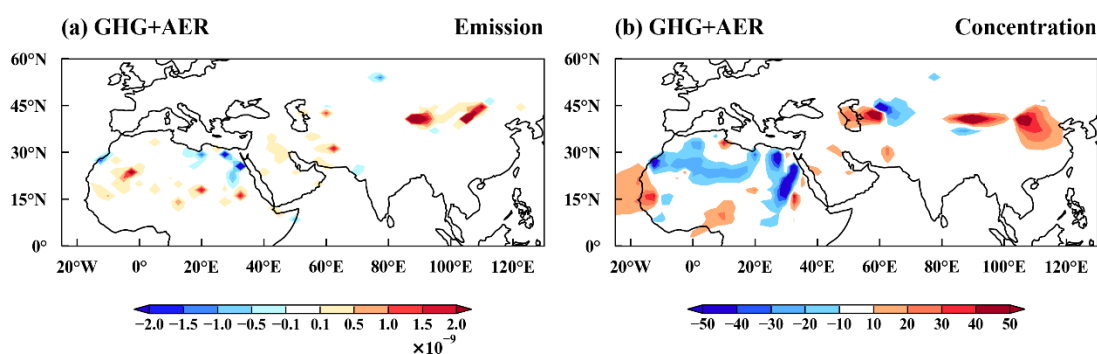 (a) GHG+AER Emission
60°N
45°N
30°N
15°N
0°
20°W 0° 20°E 40°E 60°E 80°E 100°E 120°E
−2.0 −1.5 −1.0 −0.5 −0.1 0.1 0.5 1.0 1.5 2.0
×10⁻⁹
(b) GHG+AER Concentration
60°N
45°N
30°N
15°N
0°
20°W 0° 20°E 40°E 60°E 80°E 100°E 120°E
−50 −40 −30 −20 −10 10 20 30 40 50